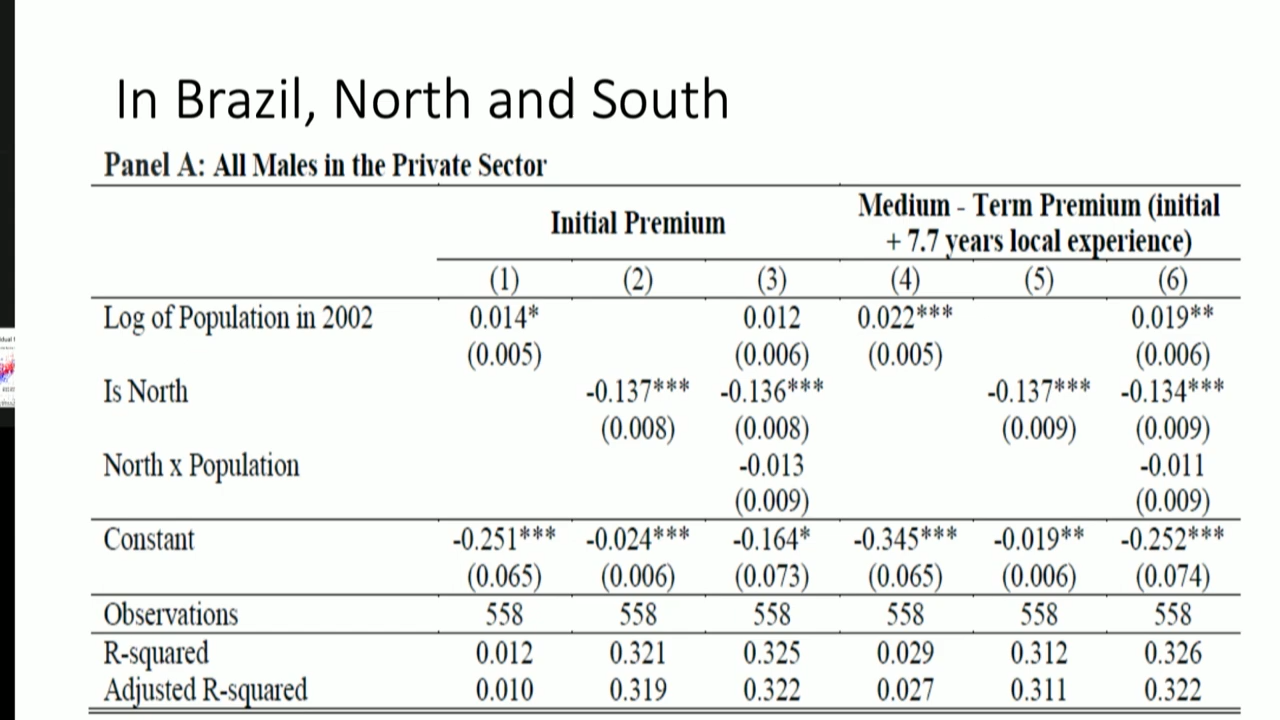 In Brazil, North and South
Panel A: All Males in the Private Sector
Initial Premium Medium - Term Premium (initial + 7.7 years local experience)
(1) (2) (3) (4) (5) (6)
Log of Population in 2002 0.014* 0.012 0.022*** 0.019**
(0.005) (0.006) (0.005) (0.006)
Is North -0.137*** -0.136*** -0.137*** -0.134***
(0.008) (0.008) (0.009) (0.009)
North x Population -0.013 -0.011
(0.009) (0.009)
Constant -0.251*** -0.024*** -0.164* -0.345*** -0.019** -0.252***
(0.065) (0.006) (0.073) (0.065) (0.006) (0.074)
Observations 558 558 558 558 558 558
R-squared 0.012 0.321 0.325 0.029 0.312 0.326
Adjusted R-squared 0.010 0.319 0.322 0.027 0.311 0.322